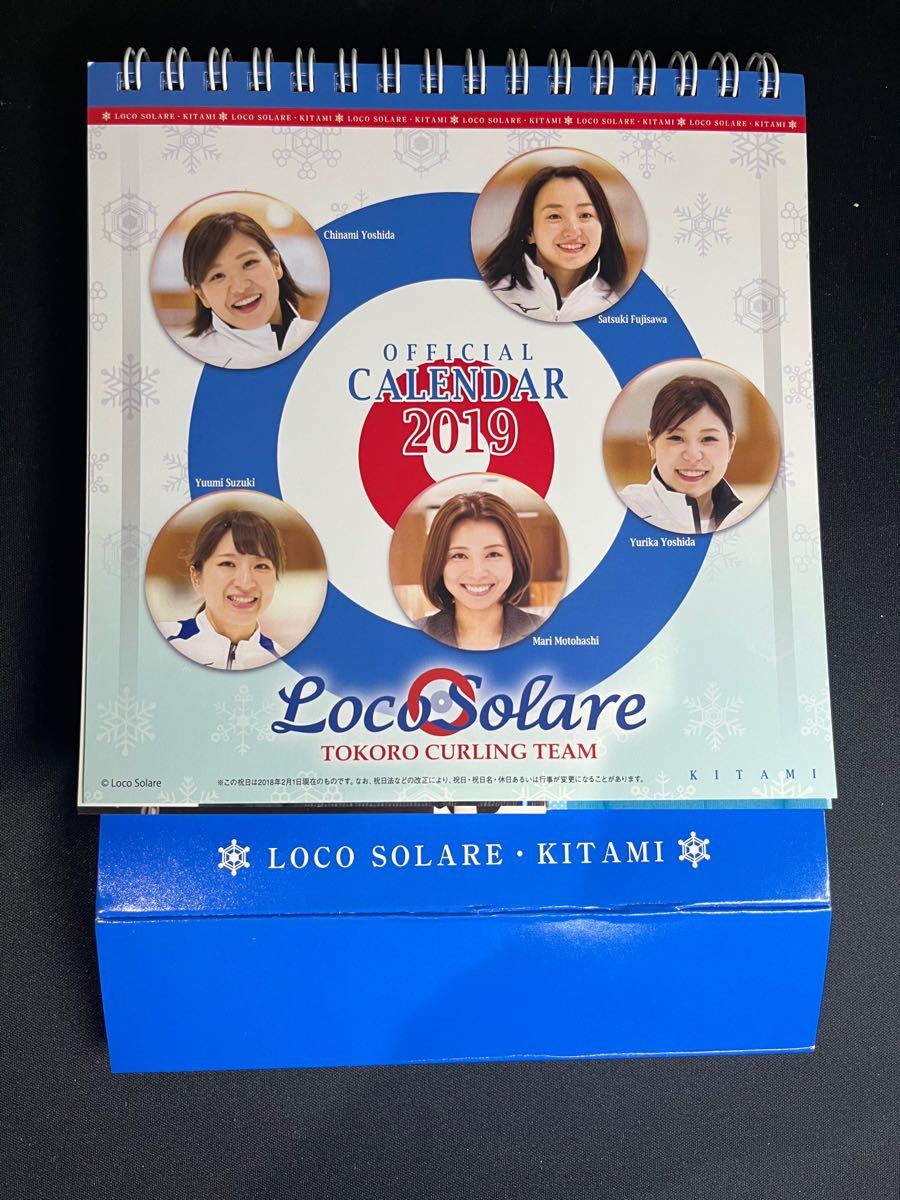 LOCO SOLARE・KITAMI LOCO SOLARE・KITAMI LOCO SOLARE・KITAMI LOCO SOLARE・KITAMI LOCO SOLARE・KITAMI LOCO SOLARE・KITAMI
Chinami Yoshida
Satsuki Fujisawa
OFFICIAL
CALENDAR
2019
Yuumi Suzuki
Yurika Yoshida
Mari Motohashi
Loco Solare
TOKORO CURLING TEAM
© Loco Solare
※この祝日は2018年2月1日現在のものです。なお、祝日法などの改正により、祝日・祝日名・休日あるいは行事が変更になることがあります。
KITAMI
LOCO SOLARE・KITAMI